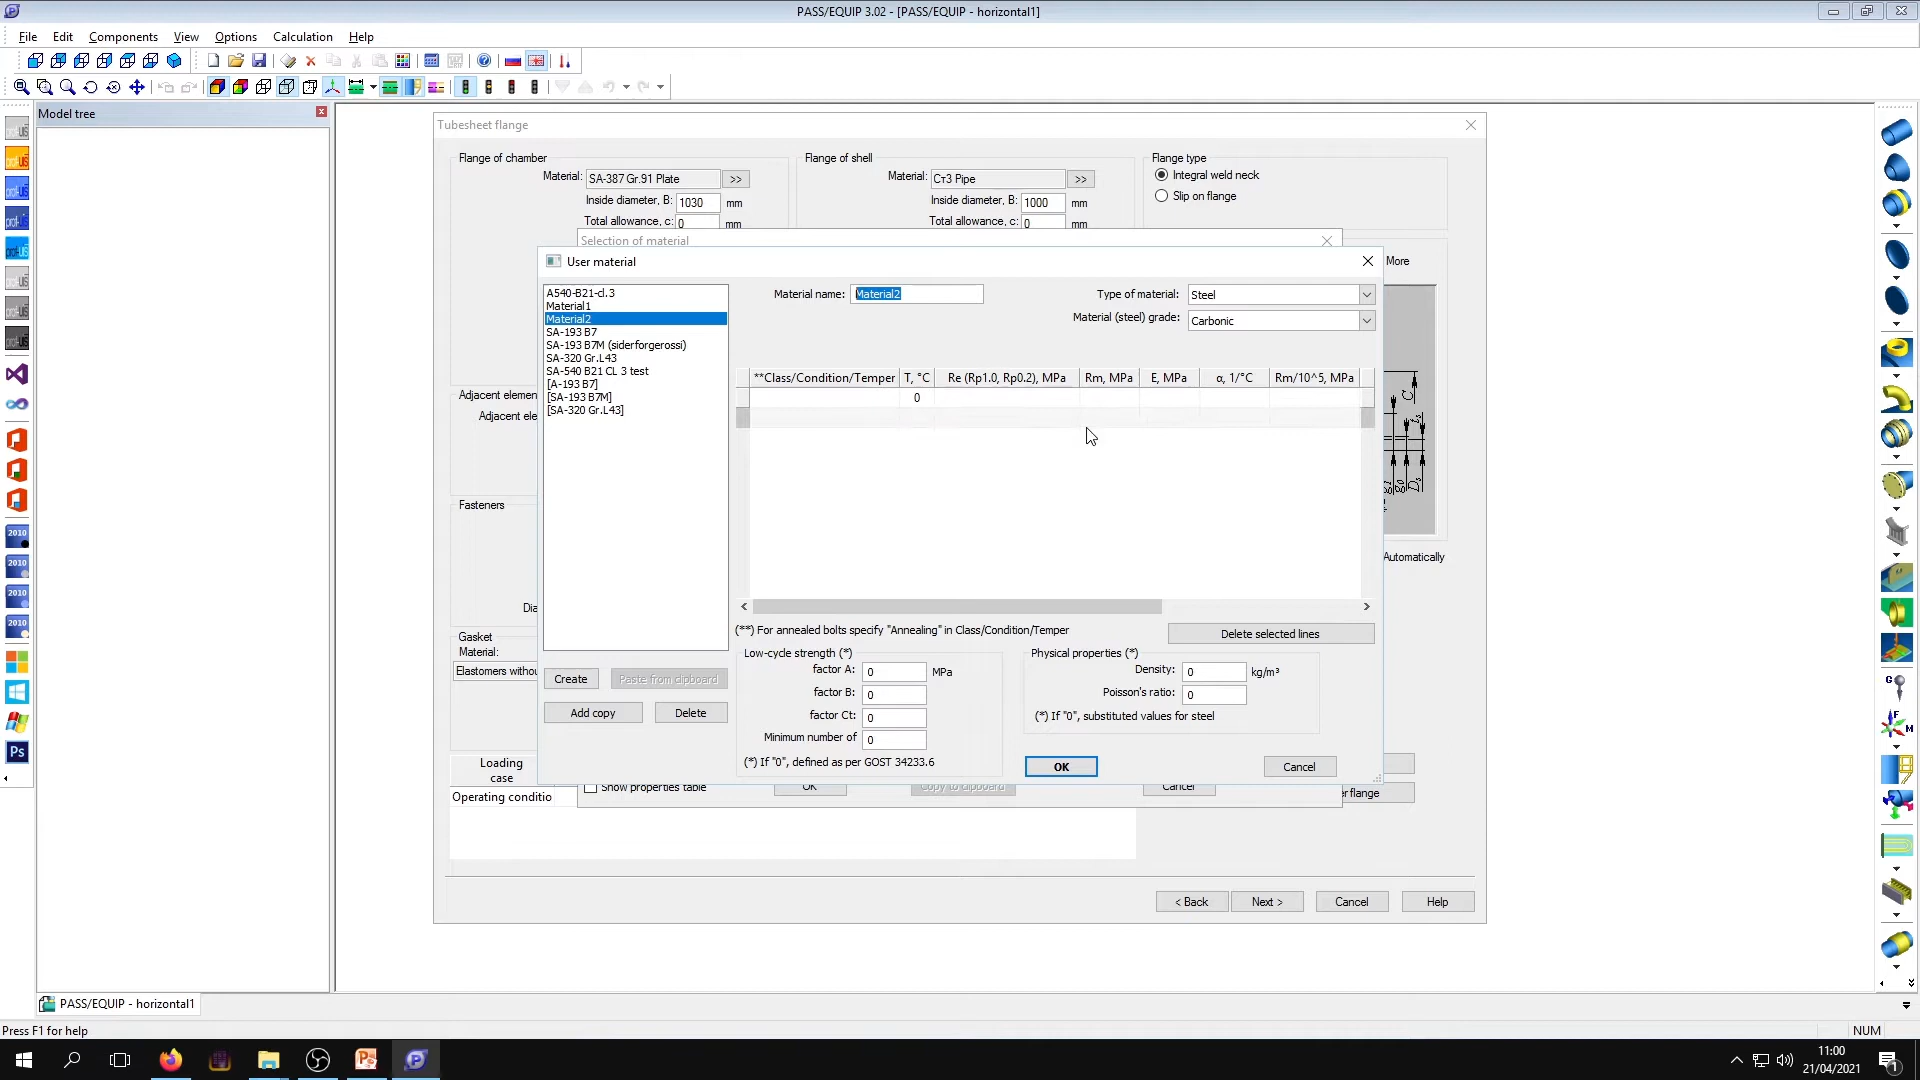 PASS/EQUIP 3.02 - [PASS/EQUIP - horizontal1]
File Edit Components View Options Calculation Help
Model tree
Tubesheet flange
Flange of chamber
Material: SA-387 Gr.91 Plate >>
Inside diameter, B: 1030 mm
Total allowance, c: 0 mm
Flange of shell
Material: Ст3 Pipe >>
Inside diameter, B: 1000 mm
Total allowance, c: 0 mm
Flange type
Integral weld neck
Slip on flange
Selection of material
More
User material
A540-B21-cl.3
Material1
Material2
SA-193 B7
SA-193 B7M (siderforgerossi)
SA-320 Gr.L43
SA-540 B21 CL 3 test
[A-193 B7]
[SA-193 B7M]
[SA-320 Gr.L43]
Material name: Material2
Type of material: Steel
Material (steel) grade: Carbonic
**Class/Condition/Temper T, °C Re (Rp1.0, Rp0.2), MPa Rm, MPa E, MPa α, 1/°C Rm/10^5, MPa
0
(**) For annealed bolts specify "Annealing" in Class/Condition/Temper
Delete selected lines
Create Paste from clipboard
Add copy Delete
Low-cycle strength (*)
factor A: 0 MPa
factor B: 0
factor Ct: 0
Minimum number of 0
(*) If "0", defined as per GOST 34233.6
Physical properties (*)
Density: 0 kg/m³
Poisson's ratio: 0
(*) If "0", substituted values for steel
OK Cancel
Adjacent elemen
Adjacent ele
Fasteners
Dia
Gasket
Material:
Elastomers withou
Automatically
Loading
case
Operating conditio
Show properties table OK Copy to clipboard Cancel
er flange
< Back Next > Cancel Help
PASS/EQUIP - horizontal1
Press F1 for help
NUM
2010
2010
2010
2010
Ps
11:00
21/04/2021
1